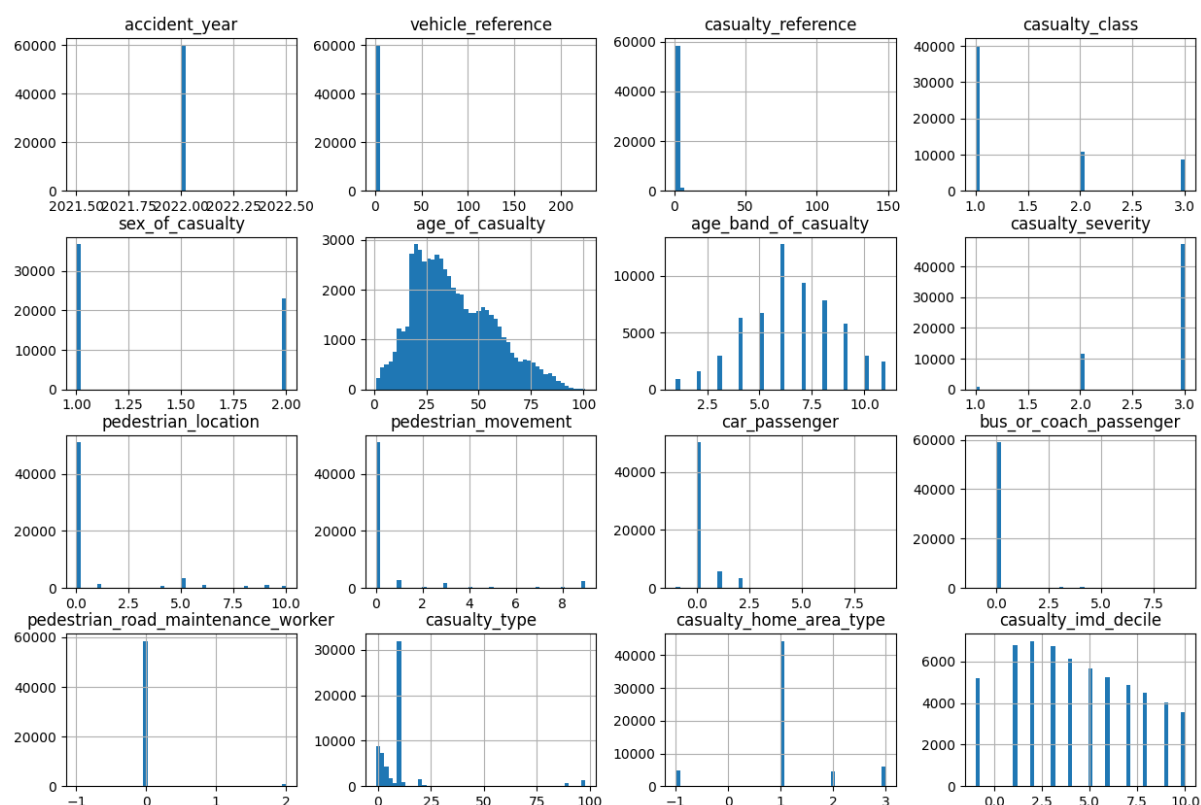 accident_year
vehicle_reference
casualty_reference
casualty_class
60000
40000
20000
0
2021.50 2021.75 2022.00 2022.25 2022.50
60000
40000
20000
0
0 50 100 150 200
60000
40000
20000
0
0 50 100 150
40000
30000
20000
10000
0
1.0 1.5 2.0 2.5 3.0
sex_of_casualty
age_of_casualty
age_band_of_casualty
casualty_severity
30000
20000
10000
0
1.00 1.25 1.50 1.75 2.00
3000
2000
1000
0
0 25 50 75 100
10000
5000
0
2.5 5.0 7.5 10.0
40000
20000
0
1.0 1.5 2.0 2.5 3.0
pedestrian_location
pedestrian_movement
car_passenger
bus_or_coach_passenger
40000
20000
0
0.0 2.5 5.0 7.5 10.0
40000
20000
0
0 2 4 6 8
40000
20000
0
0.0 2.5 5.0 7.5
60000
40000
20000
0
0.0 2.5 5.0 7.5
pedestrian_road_maintenance_worker
casualty_type
casualty_home_area_type
casualty_imd_decile
60000
40000
20000
0
-1 0 1 2
30000
20000
10000
0
0 25 50 75 100
40000
30000
20000
10000
0
-1 0 1 2 3
6000
4000
2000
0
0.0 2.5 5.0 7.5 10.0